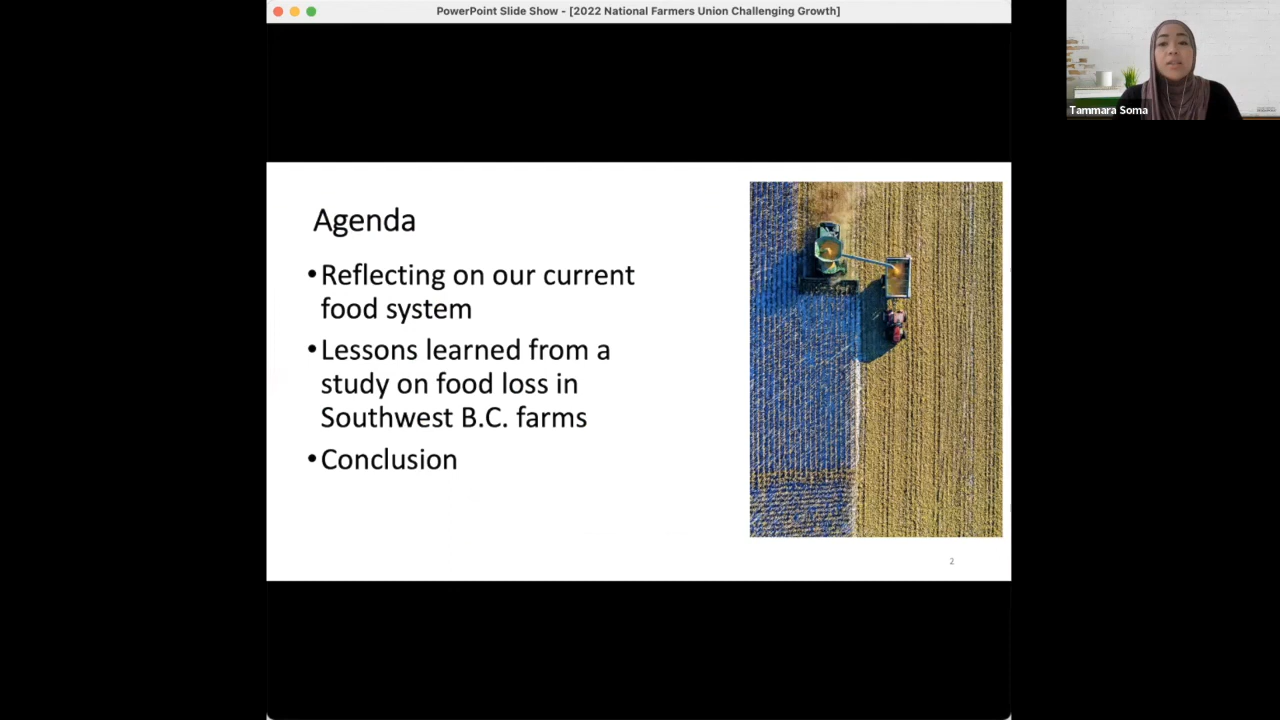 PowerPoint Slide Show - [2022 National Farmers Union Challenging Growth]
Tammara Soma
Agenda
•Reflecting on our current
food system
•Lessons learned from a
study on food loss in
Southwest B.C. farms
•Conclusion
2